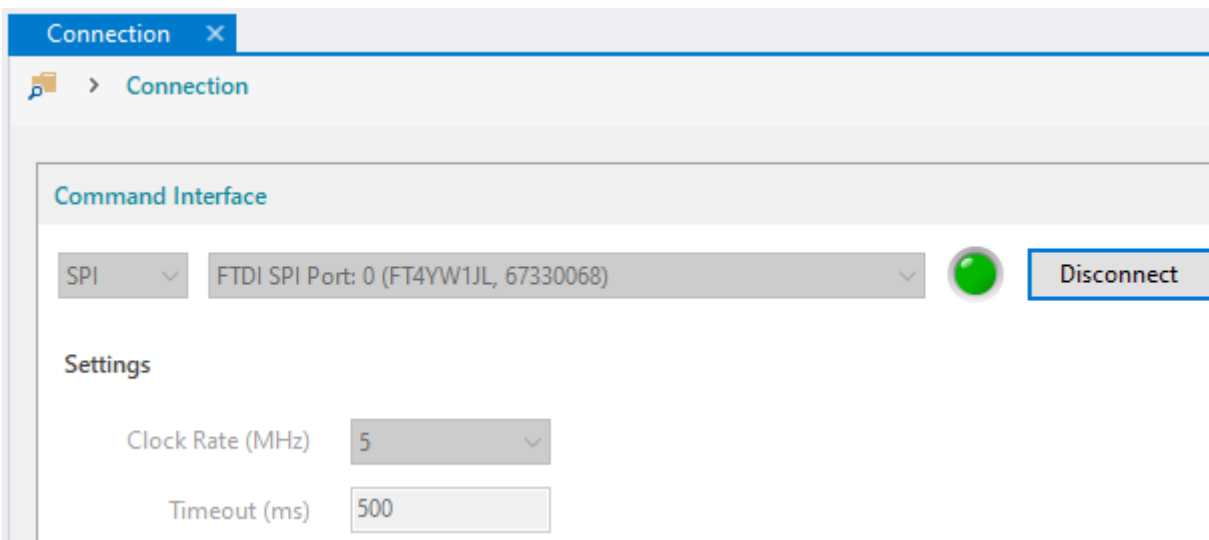 Connection
Connection
Command Interface
SPI FTDI SPI Port: 0 (FT4YW1JL, 67330068) Disconnect
Settings
Clock Rate (MHz) 5
Timeout (ms) 500